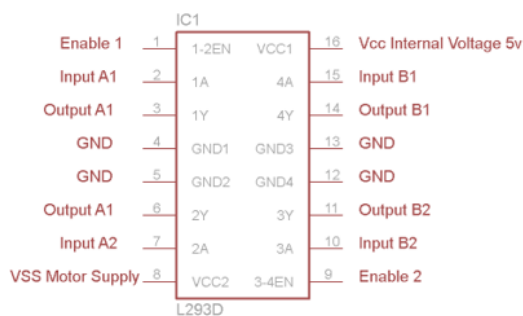 IC1
Enable 1 1 1-2EN VCC1 16 Vcc Internal Voltage 5v
Input A1 2 1A 4A 15 Input B1
Output A1 3 1Y 4Y 14 Output B1
GND 4 GND1 GND3 13 GND
GND 5 GND2 GND4 12 GND
Output A1 6 2Y 3Y 11 Output B2
Input A2 7 2A 3A 10 Input B2
VSS Motor Supply 8 VCC2 3-4EN 9 Enable 2
L293D